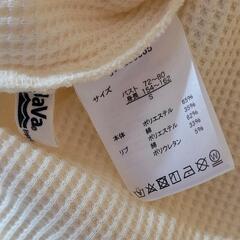 laVa
サイズ
バスト 72~80
身長 154~162
S
本体 ポリエステル 65%
綿 35%
リブ ポリエステル 62%
綿 33%
ポリウレタン 5%